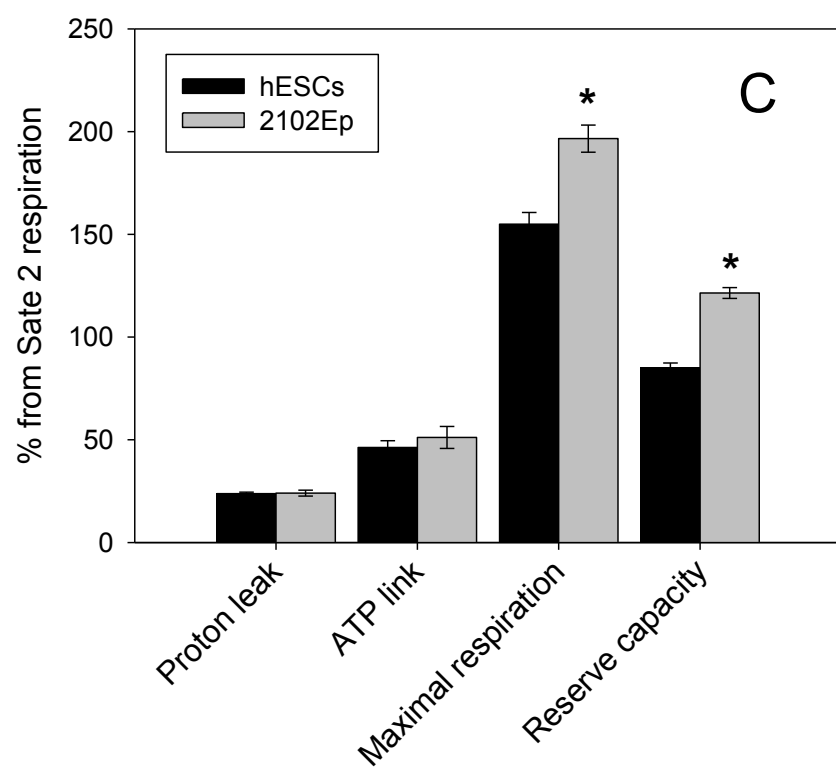 250
200
150
100
50
0
% from Sate 2 respiration
hESCs
2102Ep
C
*
*
Proton leak
ATP link
Maximal respiration
Reserve capacity